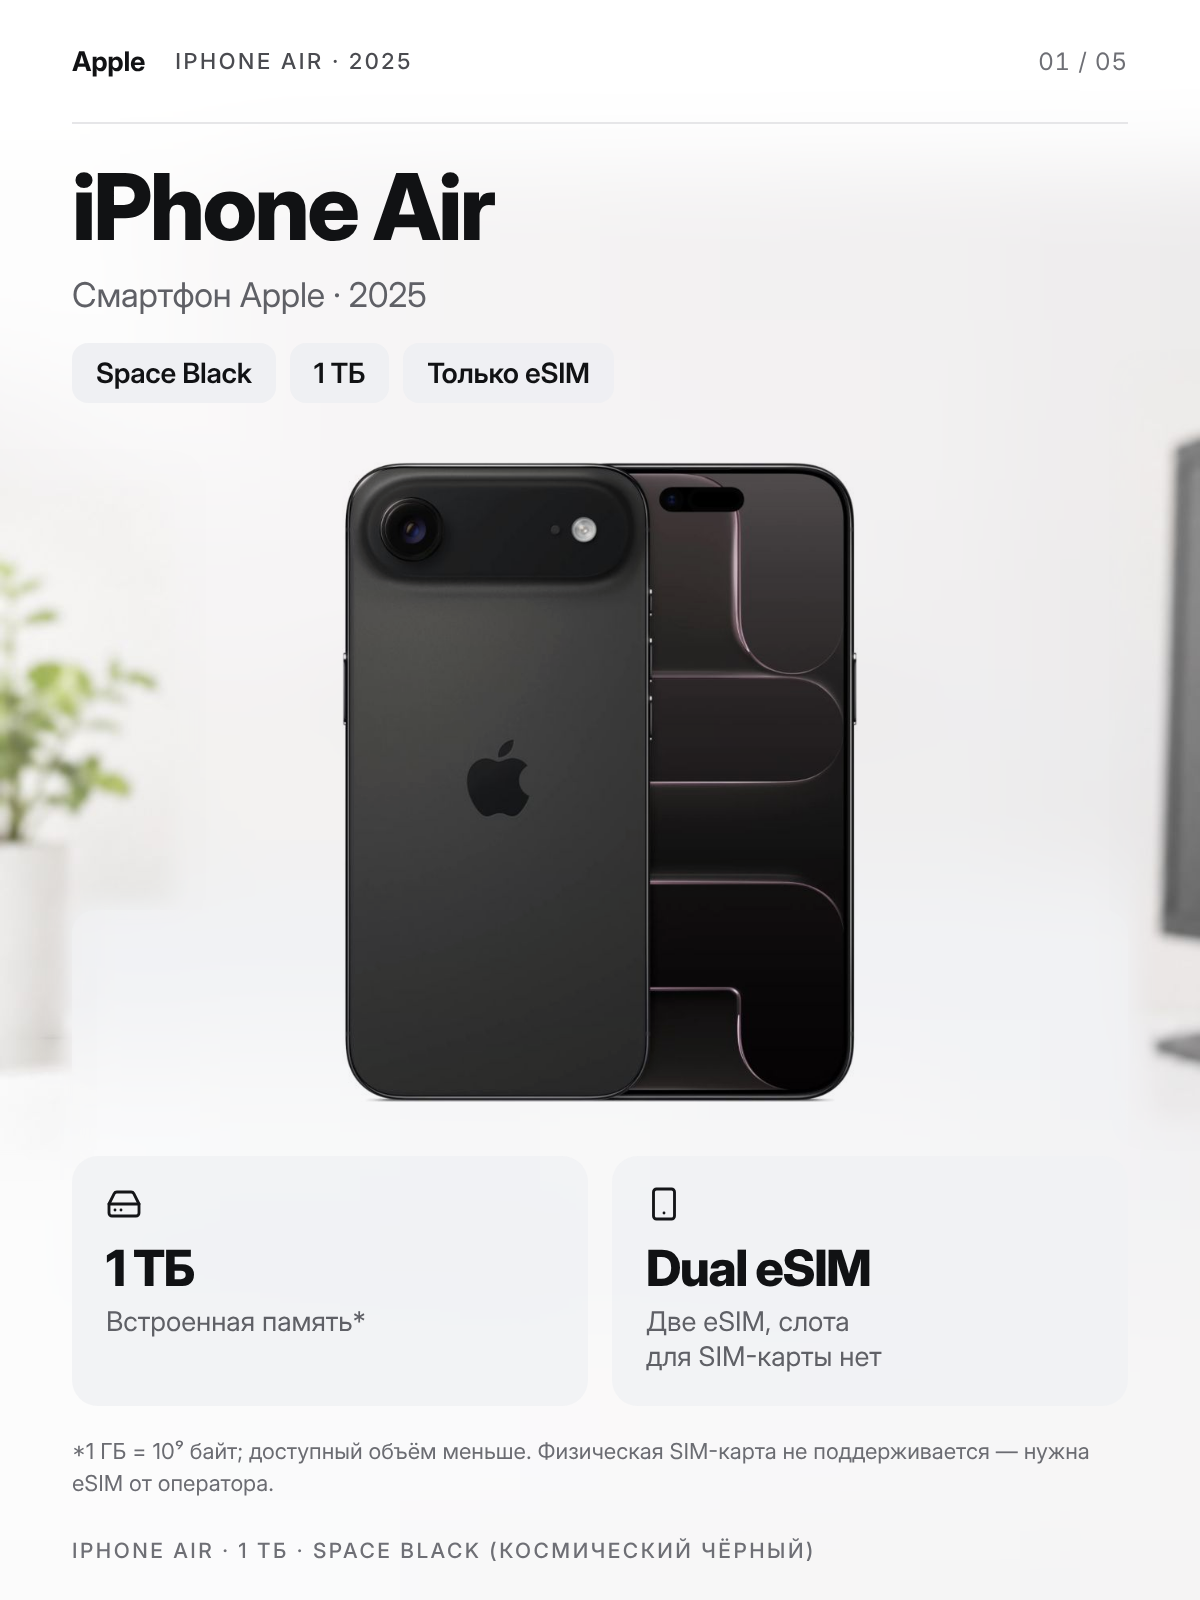 Apple IPHONE AIR · 2025 01 / 05
iPhone Air
Смартфон Apple · 2025
Space Black 1 ТБ Только eSIM
1 ТБ
Встроенная память*
Dual eSIM
Две eSIM, слота
для SIM-карты нет
*1 ГБ = 10⁹ байт; доступный объём меньше. Физическая SIM-карта не поддерживается — нужна
eSIM от оператора.
IPHONE AIR · 1 ТБ · SPACE BLACK (КОСМИЧЕСКИЙ ЧЁРНЫЙ)